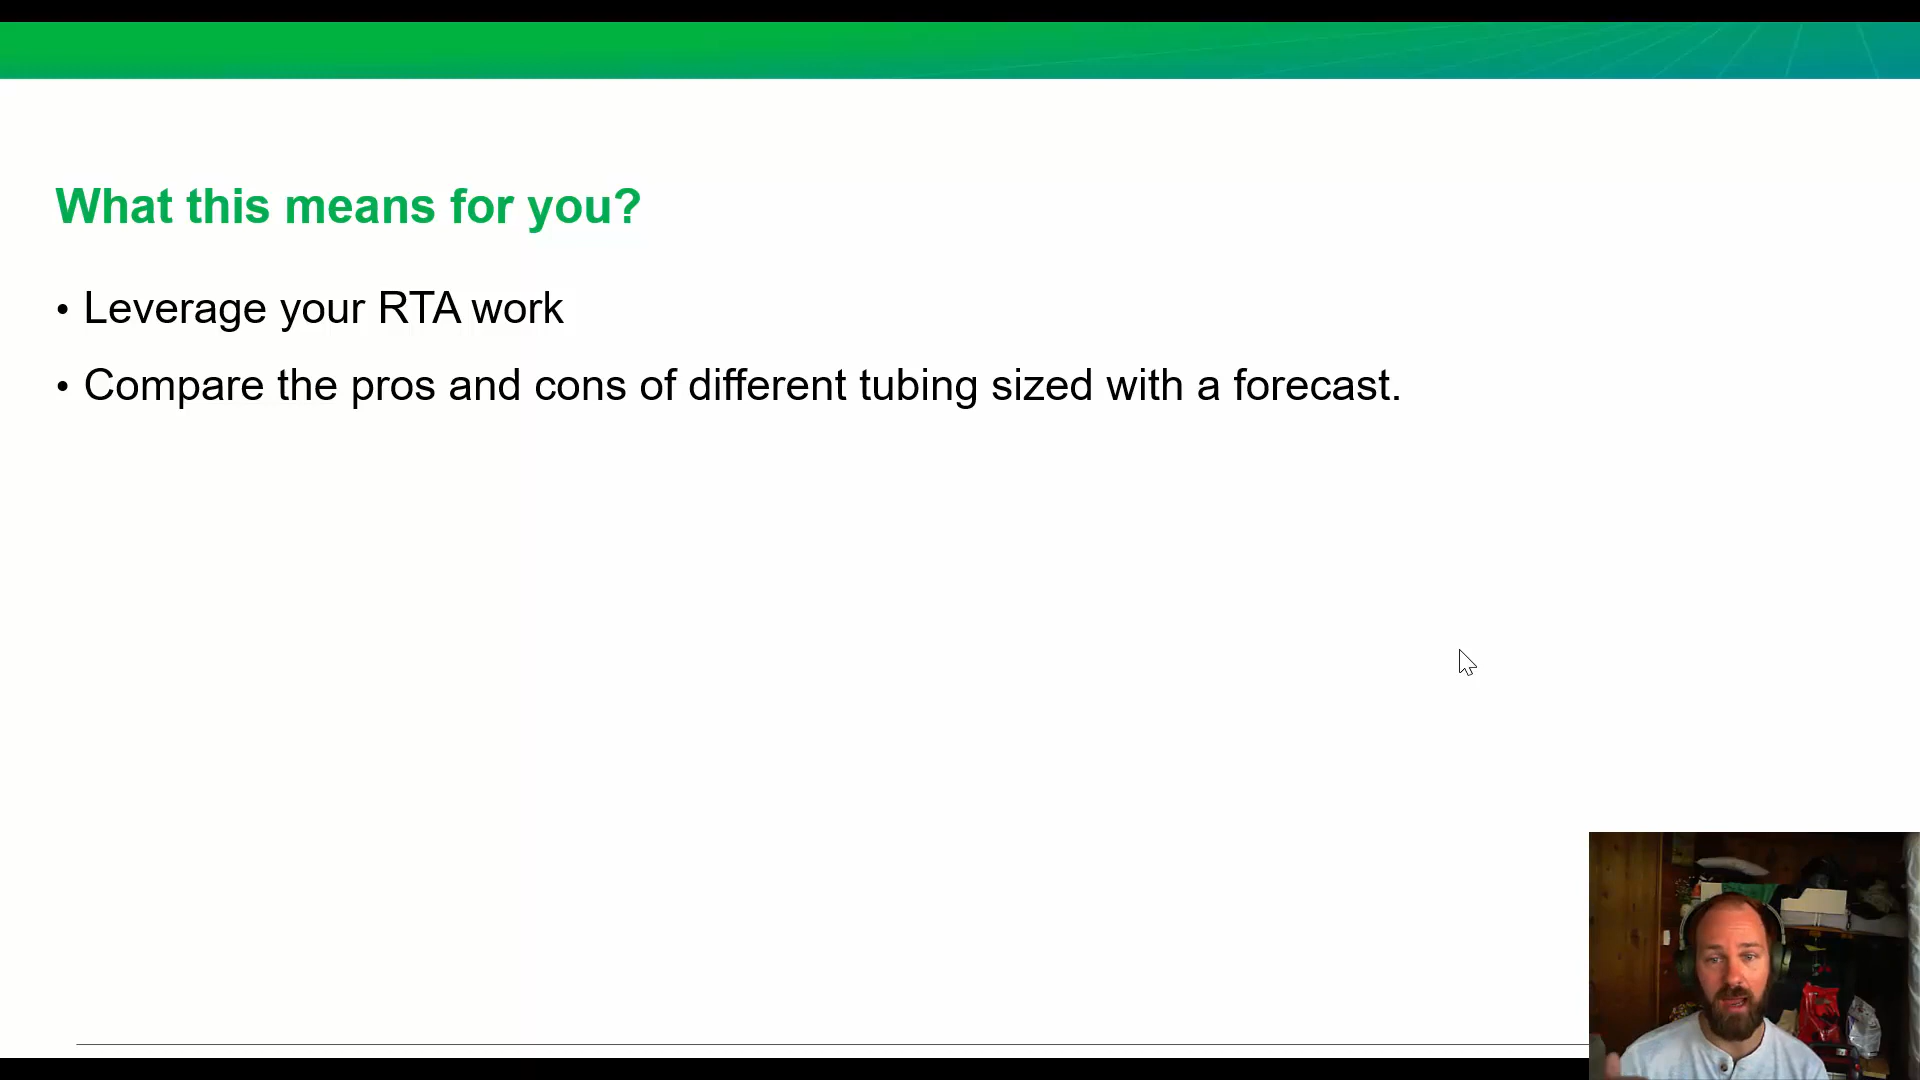 What this means for you?
• Leverage your RTA work
• Compare the pros and cons of different tubing sized with a forecast.